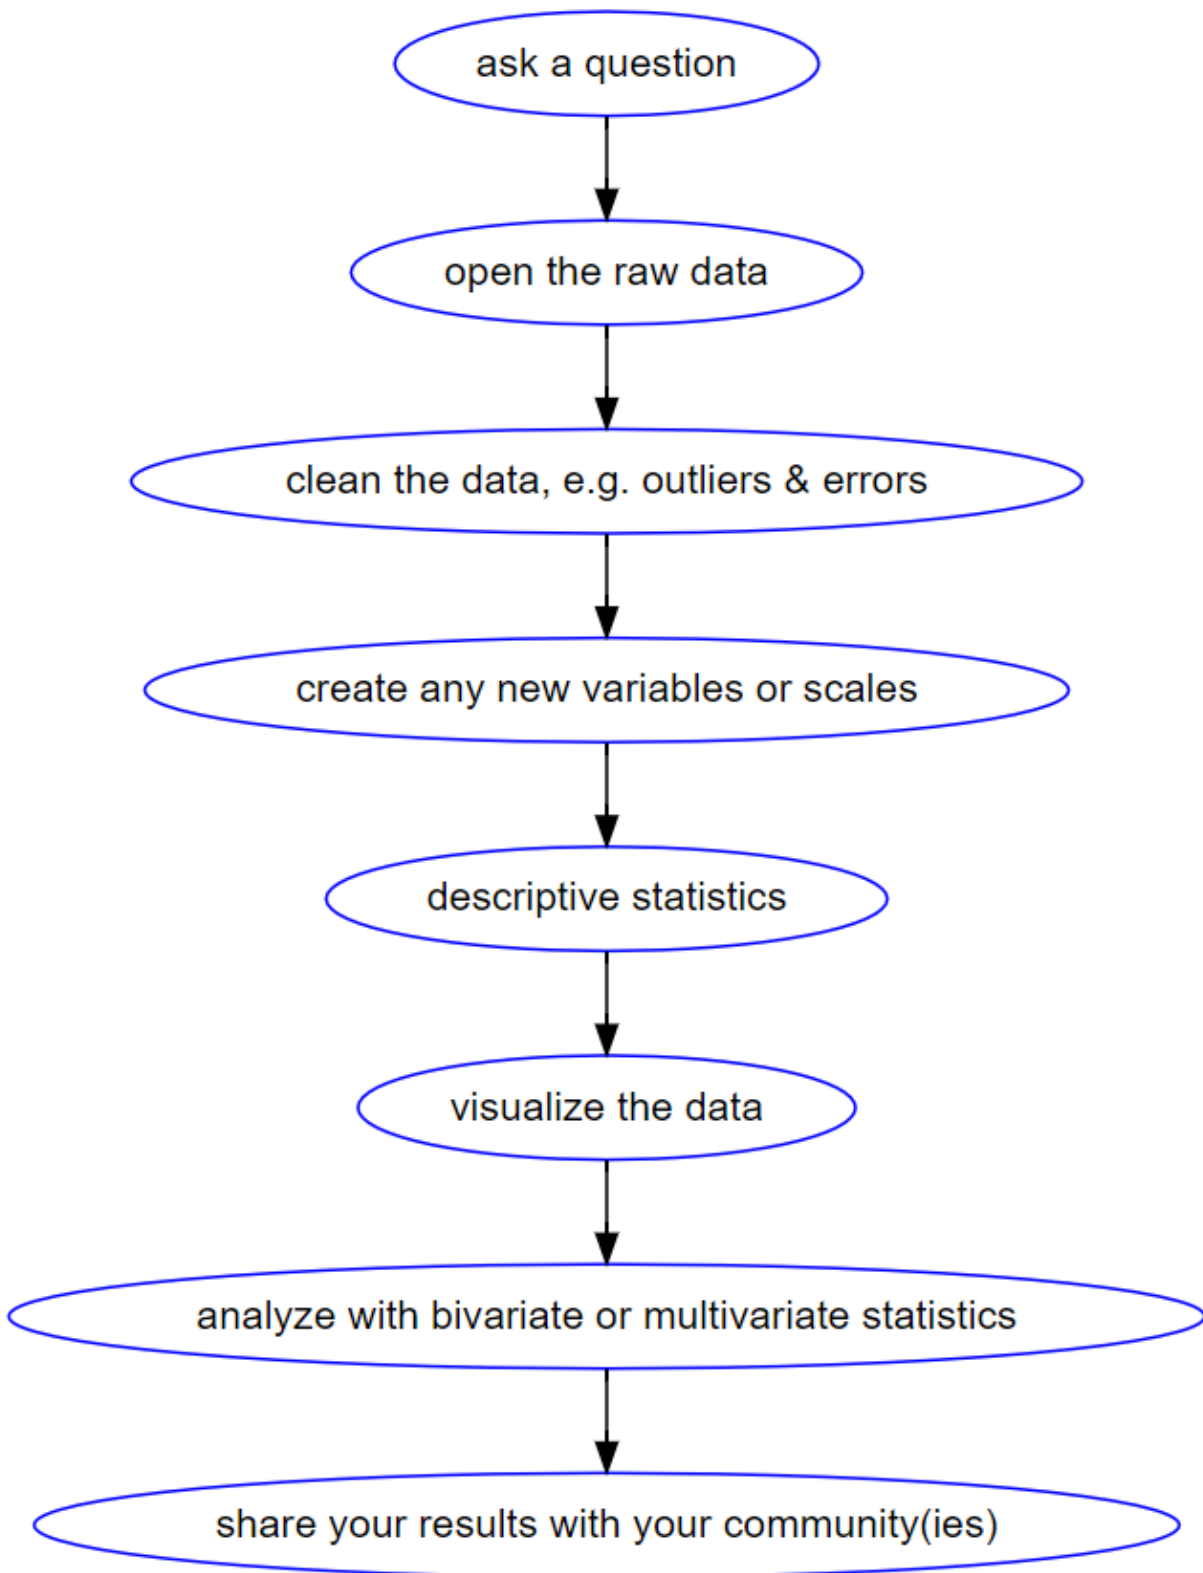 ask a question
open the raw data
clean the data, e.g. outliers & errors
create any new variables or scales
descriptive statistics
visualize the data
analyze with bivariate or multivariate statistics
share your results with your community(ies)